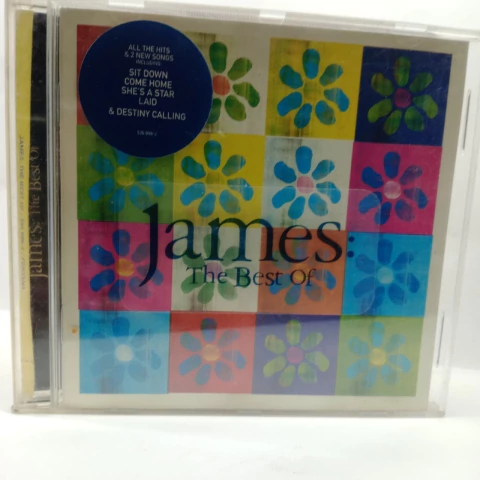 ALL THE HITS
& 2 NEW SONGS
INCLUDING
SIT DOWN
COME HOME
SHE'S A STAR
LAID
& DESTINY CALLING
James:
The Best Of
James: The Best Of